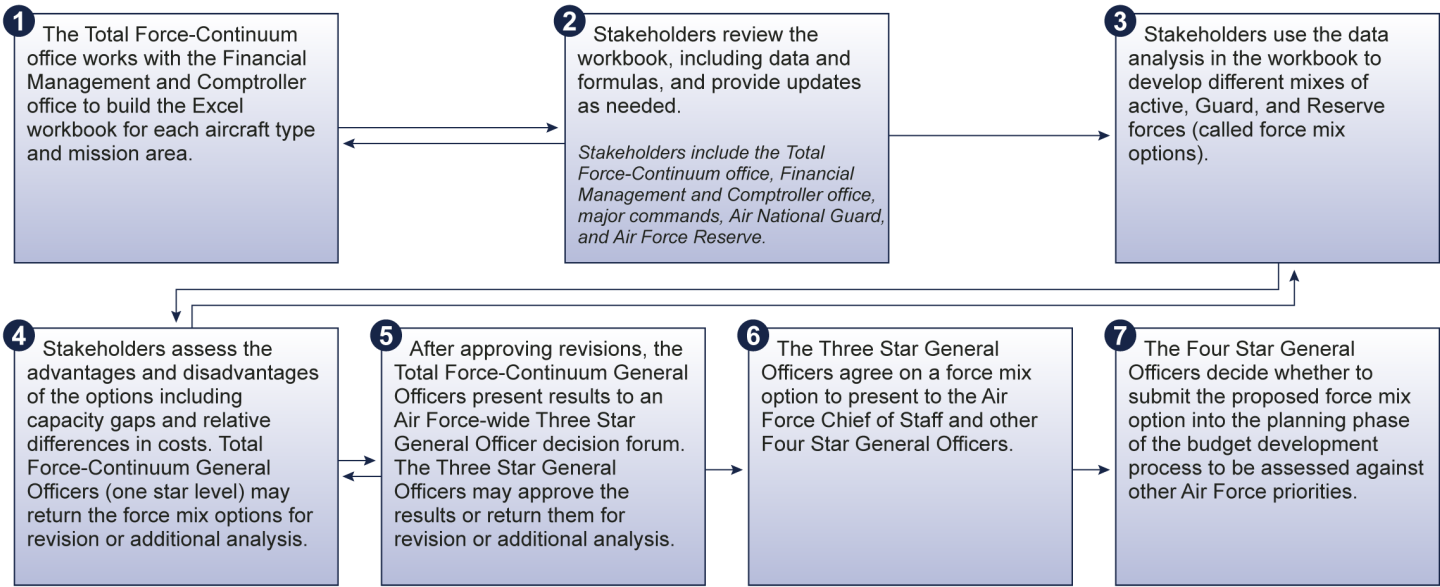 1
The Total Force-Continuum
office works with the Financial
Management and Comptroller
office to build the Excel
workbook for each aircraft type
and mission area.
2
Stakeholders review the
workbook, including data and
formulas, and provide updates
as needed.
Stakeholders include the Total
Force-Continuum office, Financial
Management and Comptroller office,
major commands, Air National Guard,
and Air Force Reserve.
3
Stakeholders use the data
analysis in the workbook to
develop different mixes of
active, Guard, and Reserve
forces (called force mix
options).
4
Stakeholders assess the
advantages and disadvantages
of the options including
capacity gaps and relative
differences in costs. Total
Force-Continuum General
Officers (one star level) may
return the force mix options for
revision or additional analysis.
5
After approving revisions, the
Total Force-Continuum General
Officers present results to an
Air Force-wide Three Star
General Officer decision forum.
The Three Star General
Officers may approve the
results or return them for
revision or additional analysis.
6
The Three Star General
Officers agree on a force mix
option to present to the Air
Force Chief of Staff and other
Four Star General Officers.
7
The Four Star General
Officers decide whether to
submit the proposed force mix
option into the planning phase
of the budget development
process to be assessed against
other Air Force priorities.